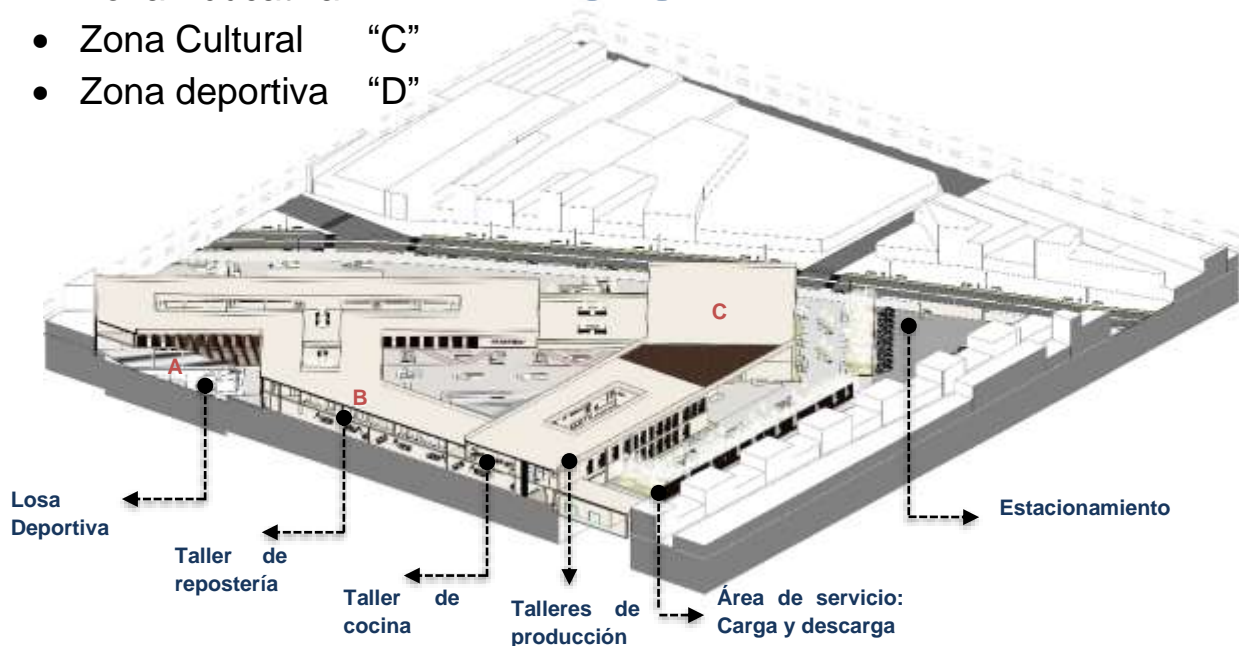 • Zona Cultural “C”
• Zona deportiva “D”
C
A
B
Losa
Deportiva
Taller de
repostería
Taller de
cocina
Talleres de
producción
Área de servicio:
Carga y descarga
Estacionamiento